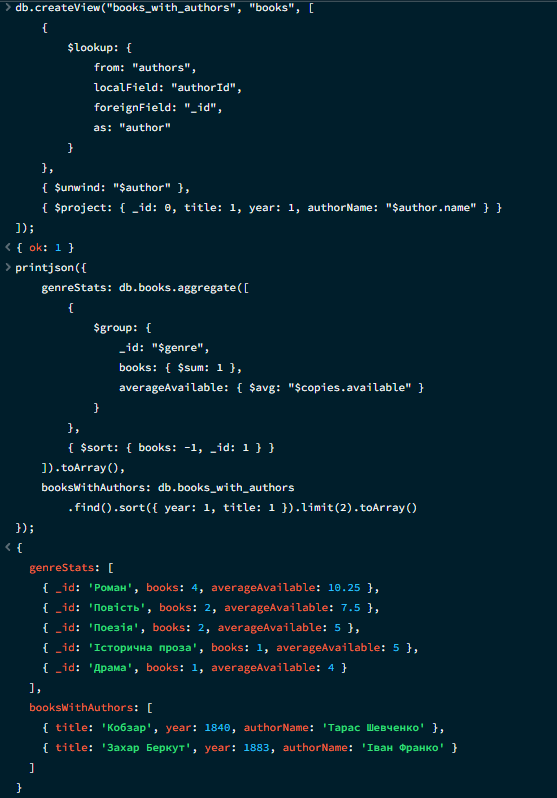 > db.createView("books_with_authors", "books", [
    {
        $lookup: {
            from: "authors",
            localField: "authorId",
            foreignField: "_id",
            as: "author"
        }
    },
    { $unwind: "$author" },
    { $project: { _id: 0, title: 1, year: 1, authorName: "$author.name" } }
]);
< { ok: 1 }
> printjson({
    genreStats: db.books.aggregate([
        {
            $group: {
                _id: "$genre",
                books: { $sum: 1 },
                averageAvailable: { $avg: "$copies.available" }
            }
        },
        { $sort: { books: -1, _id: 1 } }
    ]).toArray(),
    booksWithAuthors: db.books_with_authors
        .find().sort({ year: 1, title: 1 }).limit(2).toArray()
});
< {
  genreStats: [
    { _id: 'Роман', books: 4, averageAvailable: 10.25 },
    { _id: 'Повість', books: 2, averageAvailable: 7.5 },
    { _id: 'Поезія', books: 2, averageAvailable: 5 },
    { _id: 'Історична проза', books: 1, averageAvailable: 5 },
    { _id: 'Драма', books: 1, averageAvailable: 4 }
  ],
  booksWithAuthors: [
    { title: 'Кобзар', year: 1840, authorName: 'Тарас Шевченко' },
    { title: 'Захар Беркут', year: 1883, authorName: 'Іван Франко' }
  ]
}